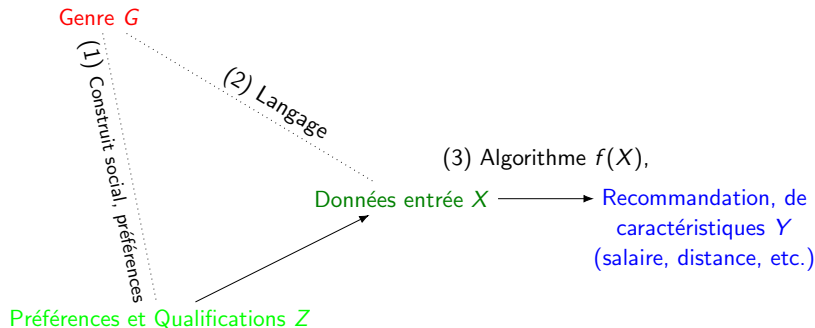 Genre G
(1) Construit social, préférences
(2) Langage
(3) Algorithme f(X),
Données entrée X
Recommandation, de
caractéristiques Y
(salaire, distance, etc.)
Préférences et Qualifications Z